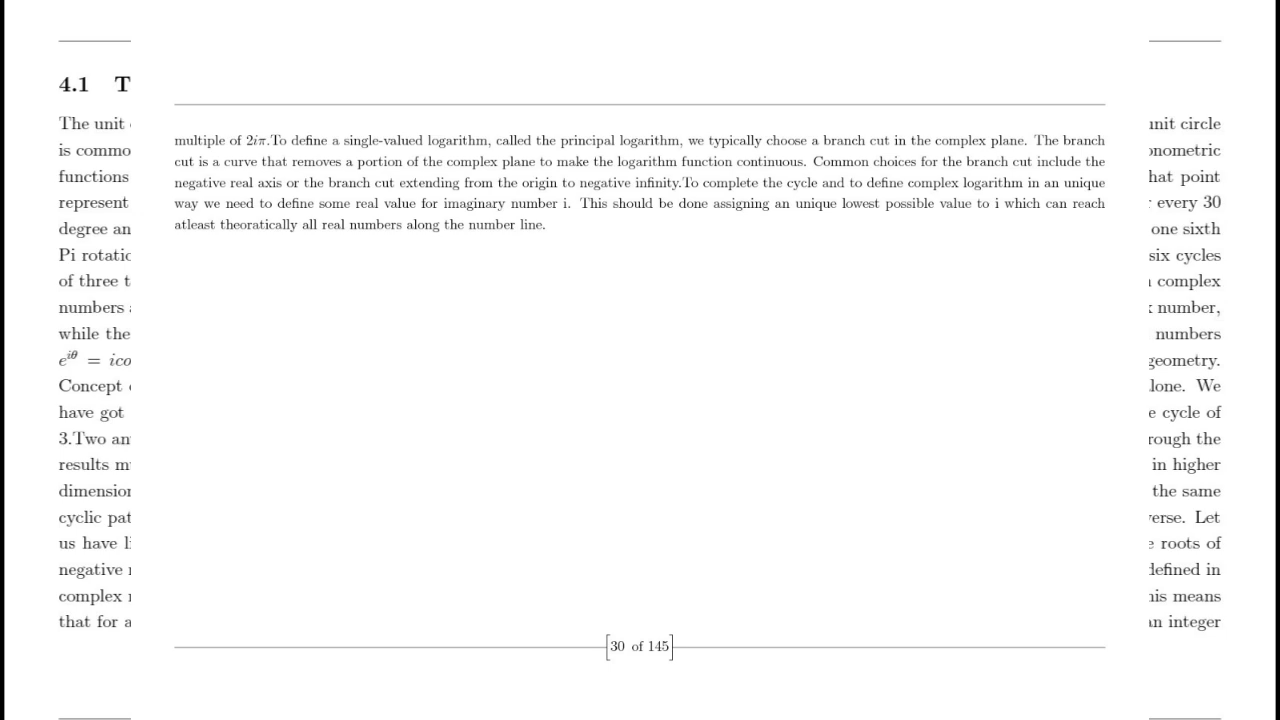 4.1 T
The unit
is commo
functions
represent
degree an
Pi rotatio
of three t
numbers
while the
e^{iθ} = ico
Concept
have got
3.Two an
results m
dimension
cyclic pat
us have li
negative
complex
that for a
multiple of 2iπ.To define a single-valued logarithm, called the principal logarithm, we typically choose a branch cut in the complex plane. The branch
cut is a curve that removes a portion of the complex plane to make the logarithm function continuous. Common choices for the branch cut include the
negative real axis or the branch cut extending from the origin to negative infinity.To complete the cycle and to define complex logarithm in an unique
way we need to define some real value for imaginary number i. This should be done assigning an unique lowest possible value to i which can reach
atleast theoratically all real numbers along the number line.
30 of 145
unit circle
onometric
hat point
every 30
one sixth
six cycles
complex
number,
numbers
geometry.
lone. We
e cycle of
rough the
in higher
the same
verse. Let
e roots of
defined in
his means
an integer